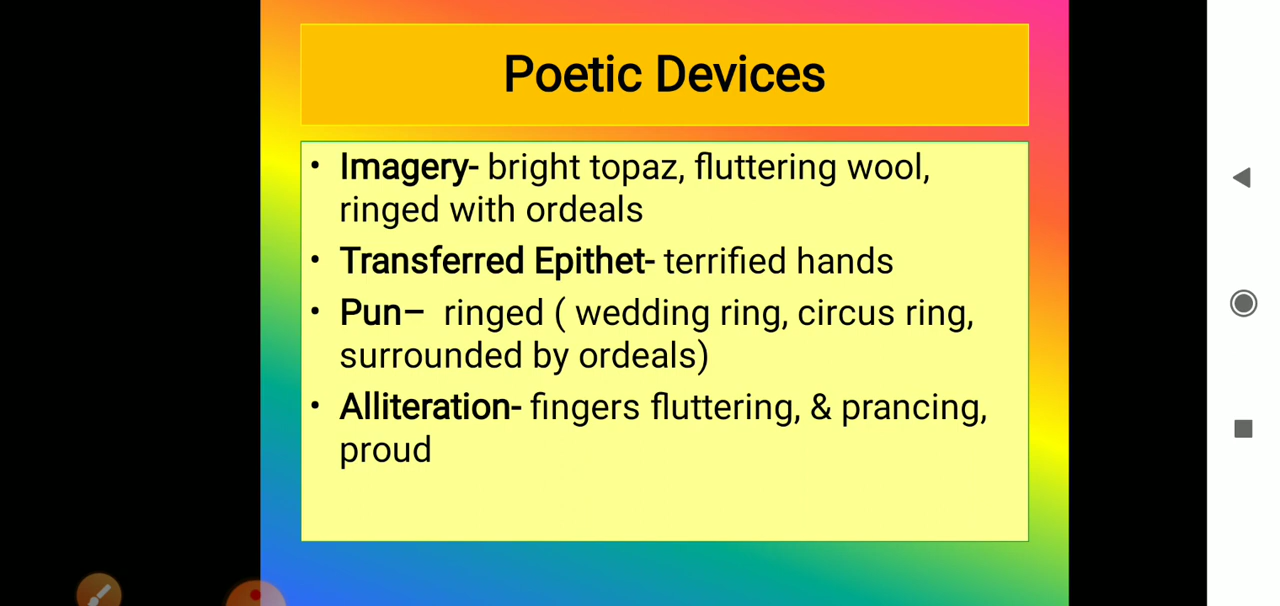 Poetic Devices
• Imagery- bright topaz, fluttering wool,
ringed with ordeals
• Transferred Epithet- terrified hands
• Pun– ringed ( wedding ring, circus ring,
surrounded by ordeals)
• Alliteration- fingers fluttering, & prancing,
proud